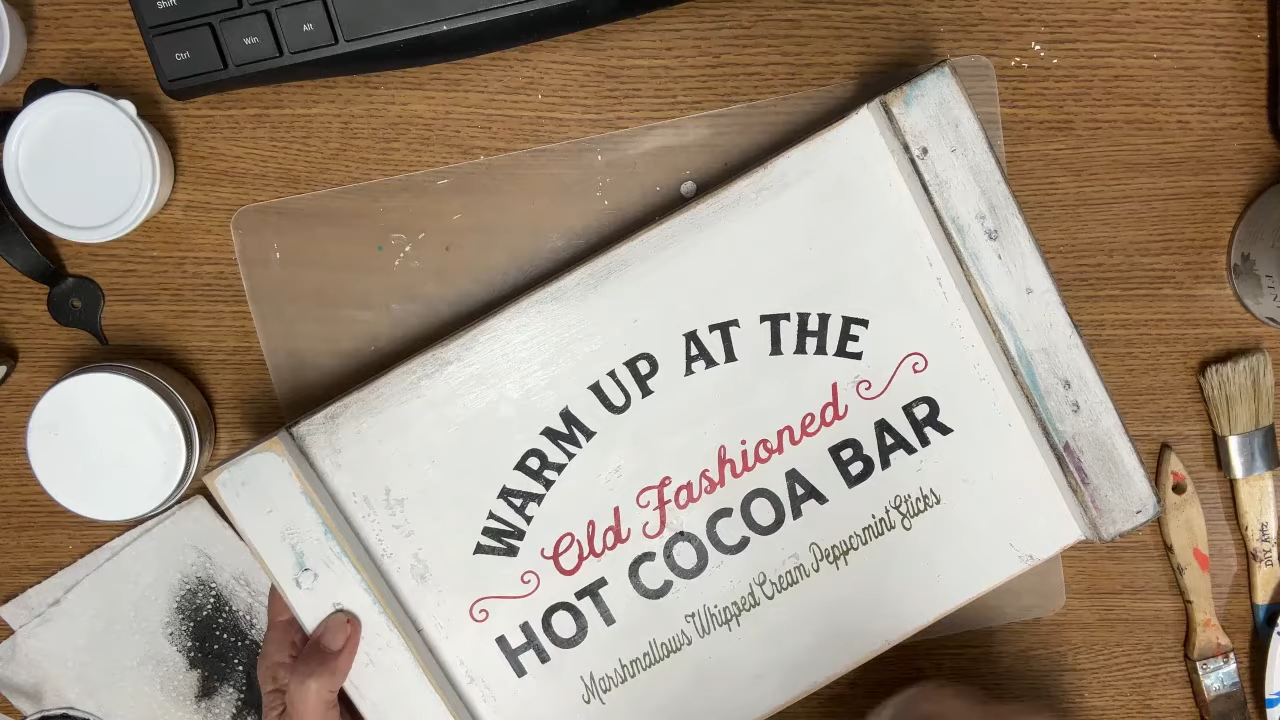 Shift
Ctrl
Win
Alt
WARM UP AT THE
Old Fashioned
HOT COCOA BAR
Marshmallows Whipped Cream Peppermint Sticks